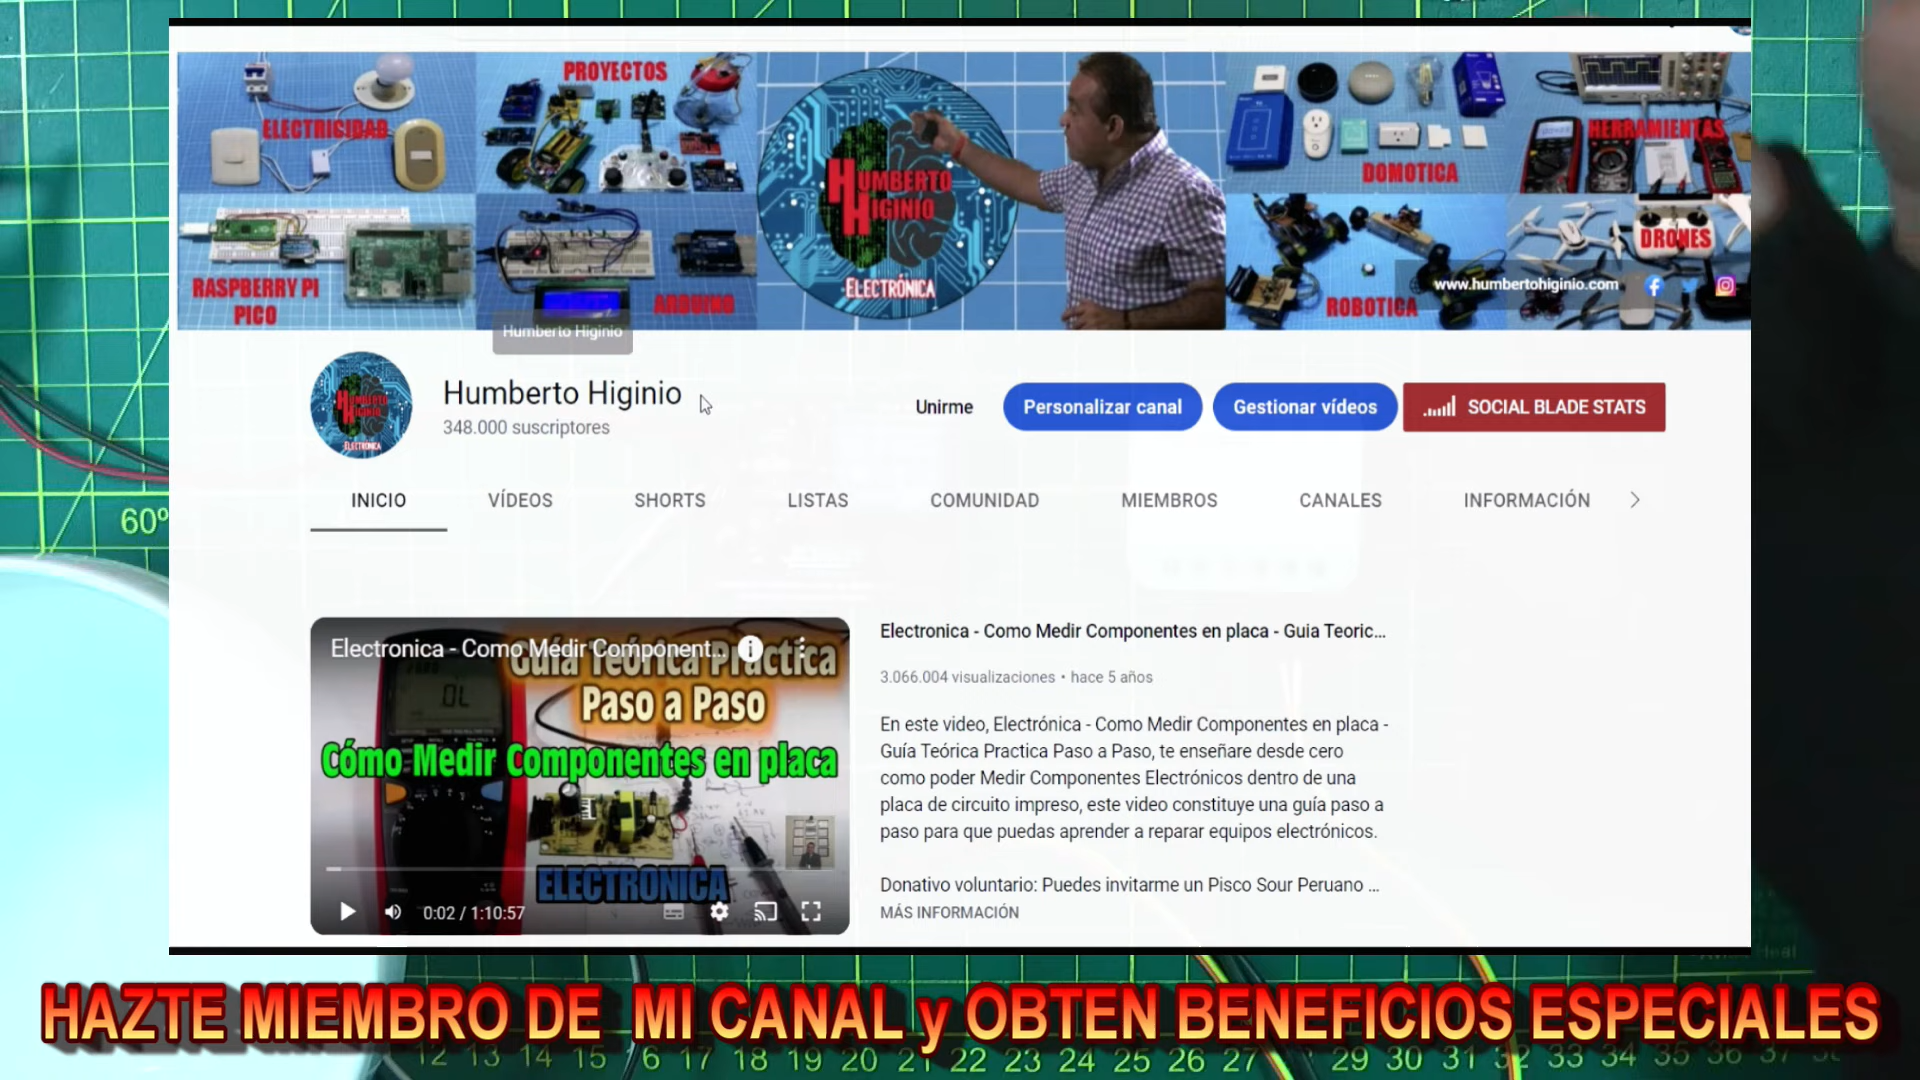 PROYECTOS
ELECTRICIDAD
HUMBERTO
HIGINIO
ELECTRÓNICA
DOMOTICA
HERRAMIENTAS
DRONES
RASPBERRY PI
PICO
ARDUINO
ROBOTICA
www.humbertohiginio.com
Humberto Higinio
Humberto Higinio
348.000 suscriptores
HUMBERTO
HIGINIO
ELECTRÓNICA
Unirme
Personalizar canal
Gestionar vídeos
SOCIAL BLADE STATS
INICIO
VÍDEOS
SHORTS
LISTAS
COMUNIDAD
MIEMBROS
CANALES
INFORMACIÓN
60º
Electronica - Como Medir Component...
Guía Teórica Práctica
Paso a Paso
Cómo Medir Componentes en placa
OL
ELECTRONICA
0:02 / 1:10:57
Electronica - Como Medir Componentes en placa - Guia Teoric...
3.066.004 visualizaciones • hace 5 años
En este video, Electrónica - Como Medir Componentes en placa -
Guía Teórica Practica Paso a Paso, te enseñare desde cero
como poder Medir Componentes Electrónicos dentro de una
placa de circuito impreso, este video constituye una guía paso a
paso para que puedas aprender a reparar equipos electrónicos.
Donativo voluntario: Puedes invitarme un Pisco Sour Peruano ...
MÁS INFORMACIÓN
HAZTE MIEMBRO DE MI CANAL y OBTEN BENEFICIOS ESPECIALES
12 13 14 15 6 17 18 19 20 21 22 23 24 25 26 27 29 30 31 32 33 34 35 36 37